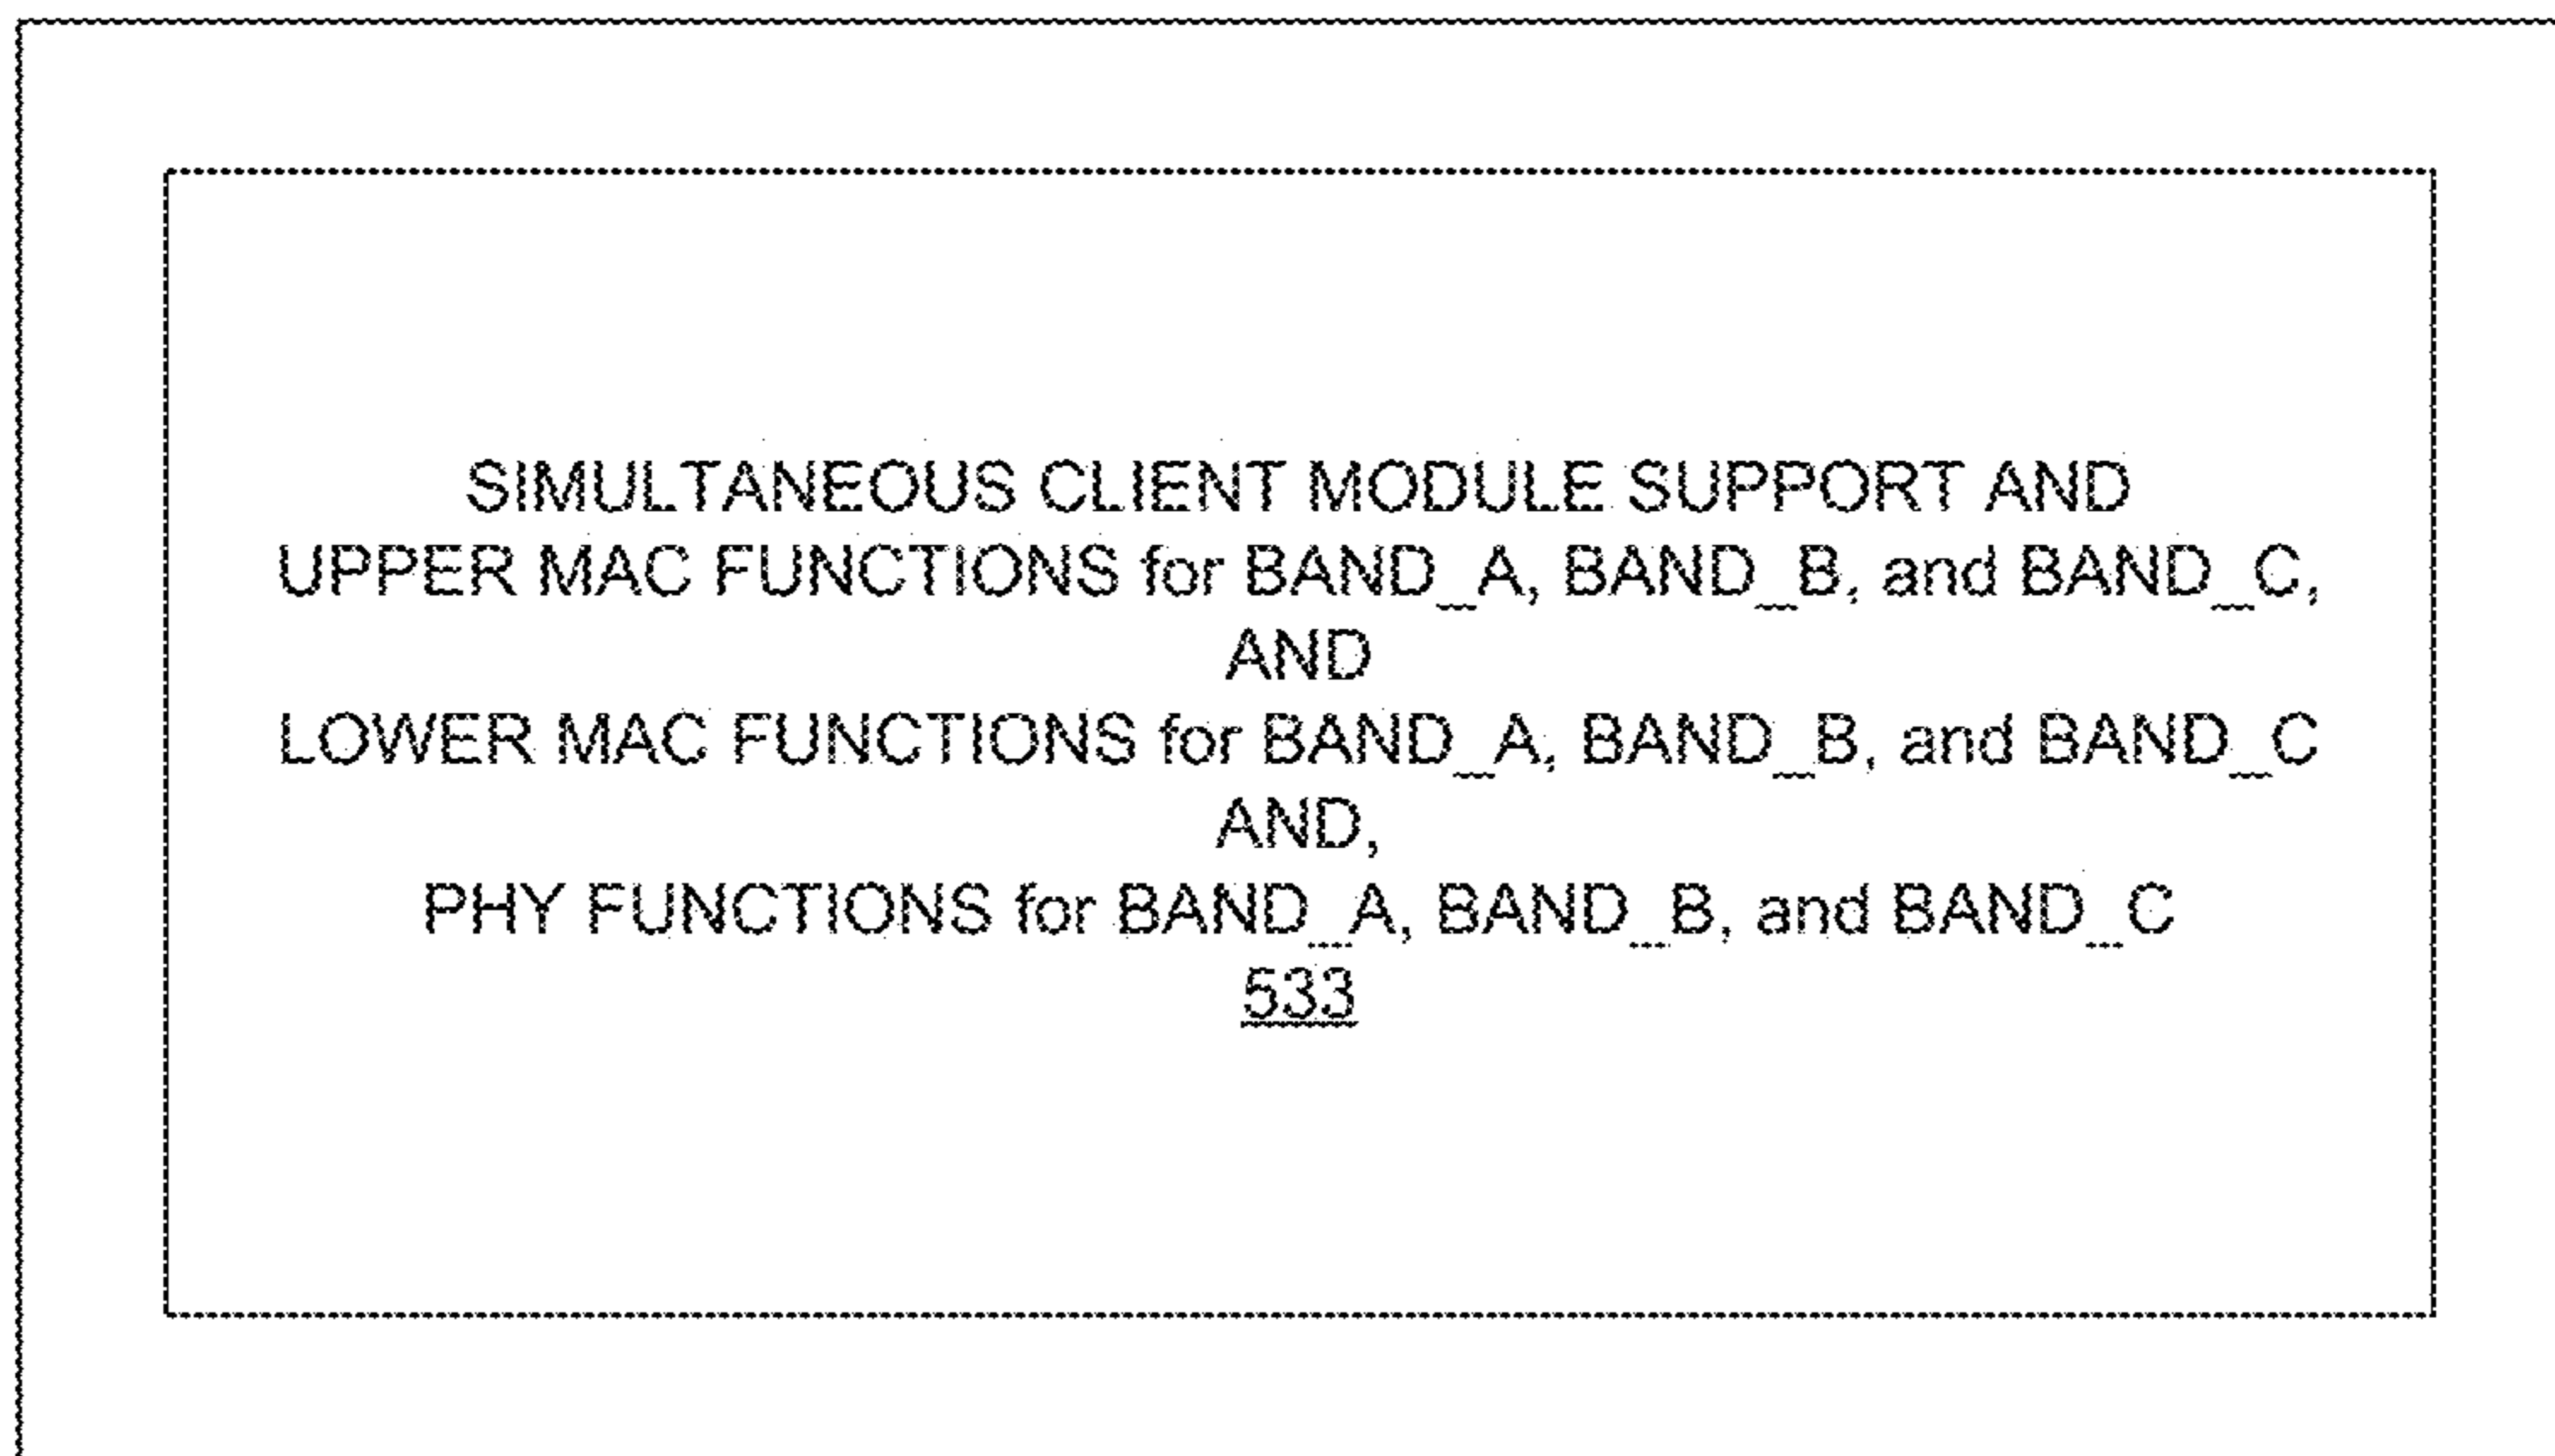 SIMULTANEOUS CLIENT MODULE SUPPORT AND
UPPER MAC FUNCTIONS for BAND_A, BAND_B, and BAND_C,
AND
LOWER MAC FUNCTIONS for BAND_A, BAND_B, and BAND_C
AND,
PHY FUNCTIONS for BAND_A, BAND_B, and BAND_C
533